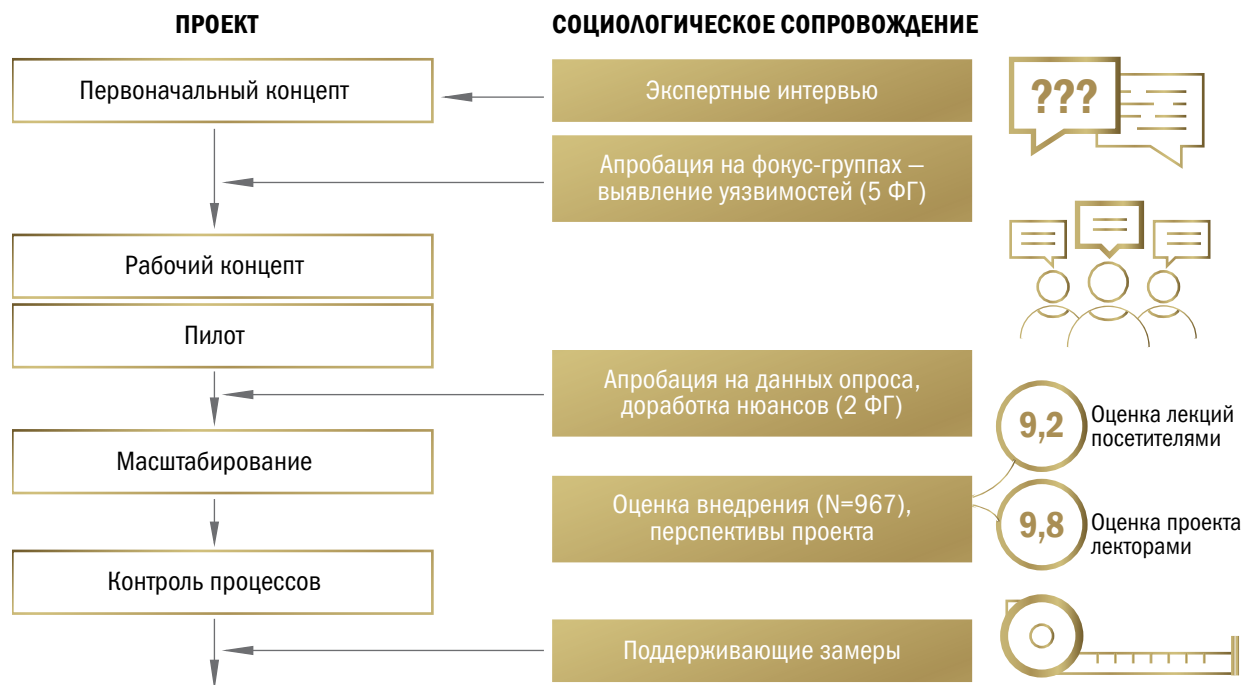 ПРОЕКТ
СОЦИОЛОГИЧЕСКОЕ СОПРОВОЖДЕНИЕ
Первоначальный концепт
Экспертные интервью
???
Апробация на фокус-группах —
выявление уязвимостей (5 ФГ)
Рабочий концепт
Пилот
Апробация на данных опроса,
доработка нюансов (2 ФГ)
9,2
Оценка лекций
посетителями
Масштабирование
Оценка внедрения (N=967),
перспективы проекта
9,8
Оценка проекта
лекторами
Контроль процессов
Поддерживающие замеры